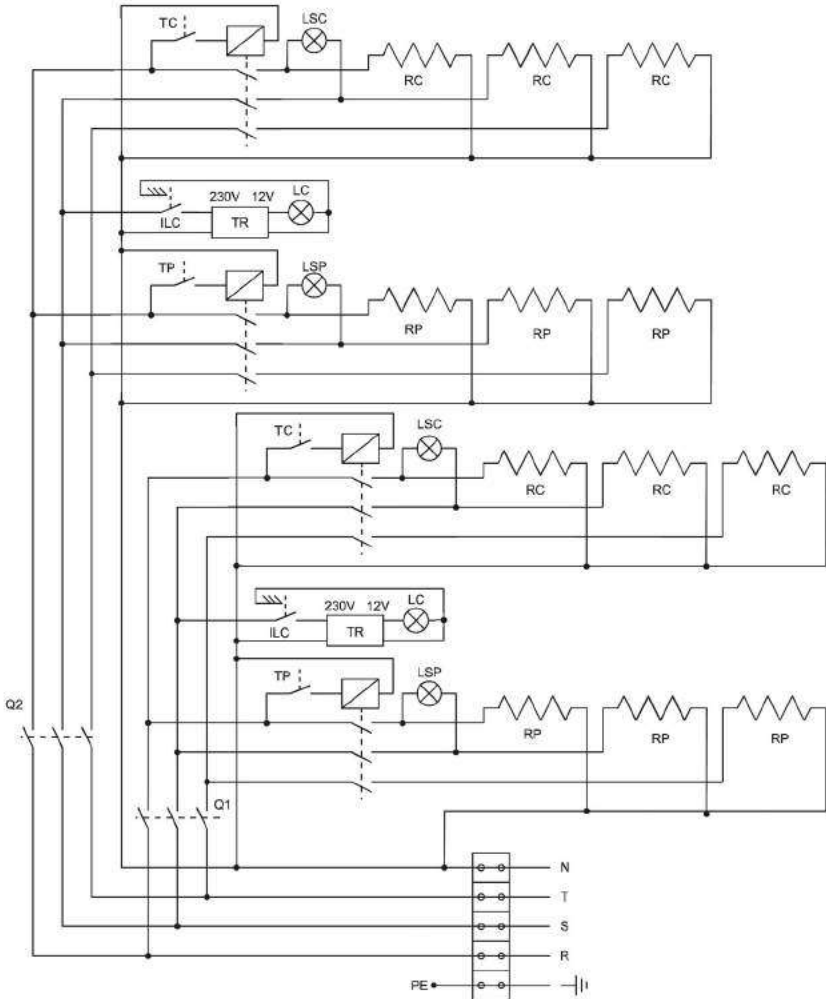 TC LSC
RC RC RC
230V 12V LC
ILC TR
TP LSP
RP RP RP
TC LSC
RC RC RC
230V 12V LC
ILC TR
TP LSP
Q2
RP RP RP
Q1
N
T
S
R
PE